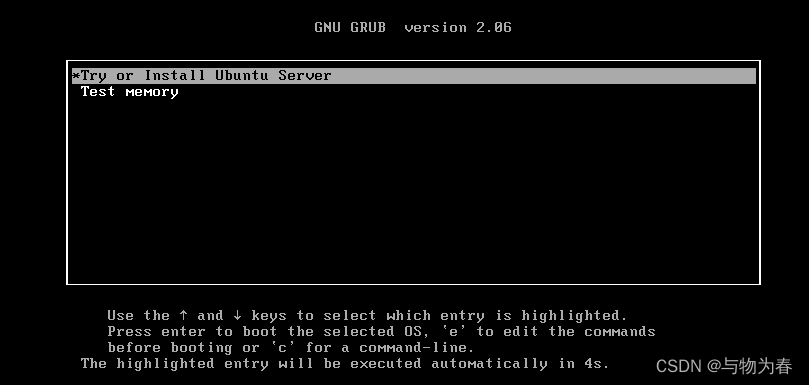 GNU GRUB  version 2.06
*Try or Install Ubuntu Server
Test memory
Use the ↑ and ↓ keys to select which entry is highlighted.
Press enter to boot the selected OS, `e' to edit the commands
before booting or `c' for a command-line.
The highlighted entry will be executed automatically in 4s.
CSDN @与物为春